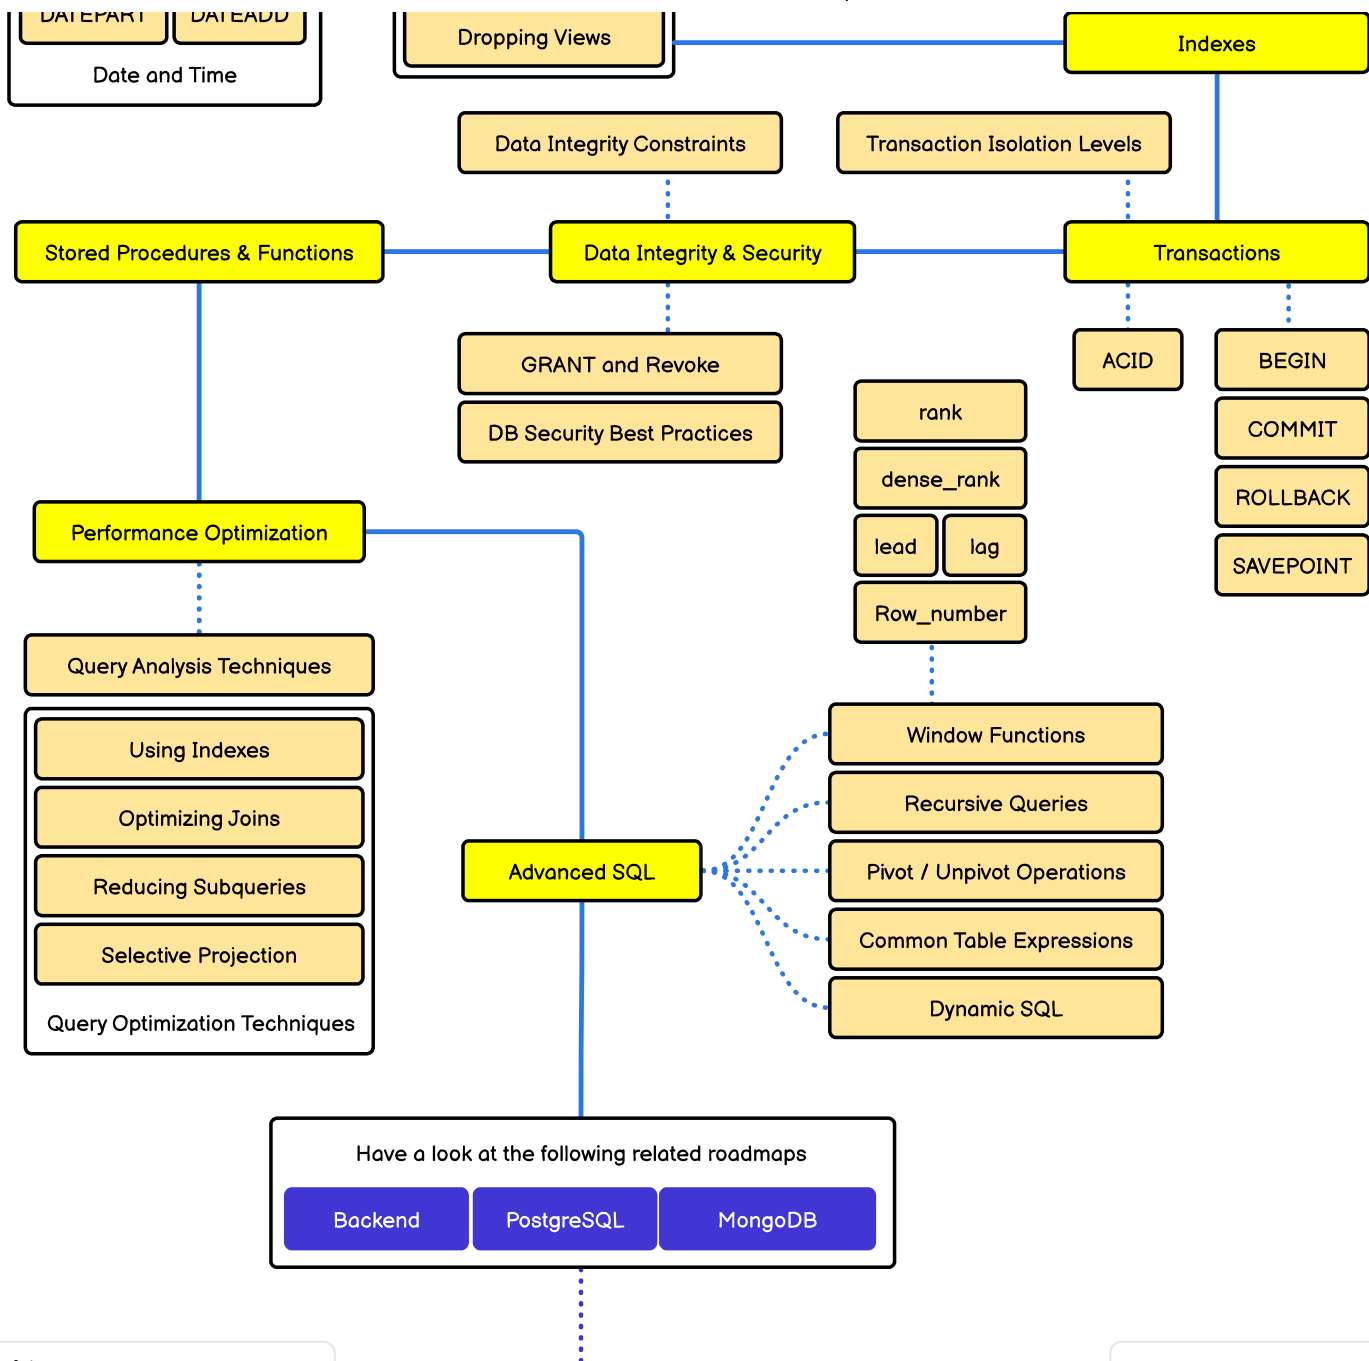 DATEPART
DATEADD
Date and Time
Dropping Views
Indexes
Data Integrity Constraints
Transaction Isolation Levels
Stored Procedures & Functions
Data Integrity & Security
Transactions
GRANT and Revoke
DB Security Best Practices
ACID
BEGIN
COMMIT
ROLLBACK
SAVEPOINT
rank
dense_rank
lead
lag
Row_number
Performance Optimization
Query Analysis Techniques
Using Indexes
Optimizing Joins
Reducing Subqueries
Selective Projection
Query Optimization Techniques
Window Functions
Recursive Queries
Advanced SQL
Pivot / Unpivot Operations
Common Table Expressions
Dynamic SQL
Have a look at the following related roadmaps
Backend
PostgreSQL
MongoDB